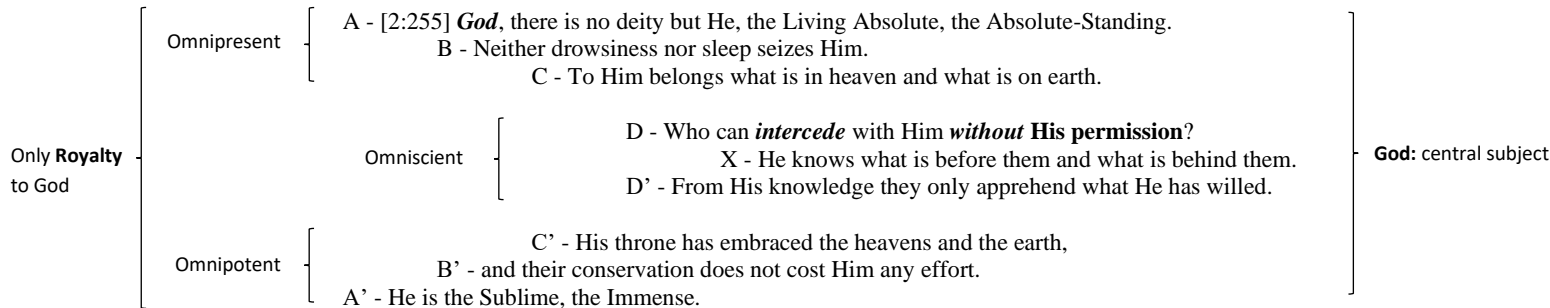 A - [2:255] God, there is no deity but He, the Living Absolute, the Absolute-Standing.
Omnipresent
B - Neither drowsiness nor sleep seizes Him.
C - To Him belongs what is in heaven and what is on earth.
D - Who can intercede with Him without His permission?
Only Royalty
to God
Omniscient
X - He knows what is before them and what is behind them.
God: central subject
D’ - From His knowledge they only apprehend what He has willed.
C’ - His throne has embraced the heavens and the earth,
Omnipotent
B’ - and their conservation does not cost Him any effort.
A’ - He is the Sublime, the Immense.